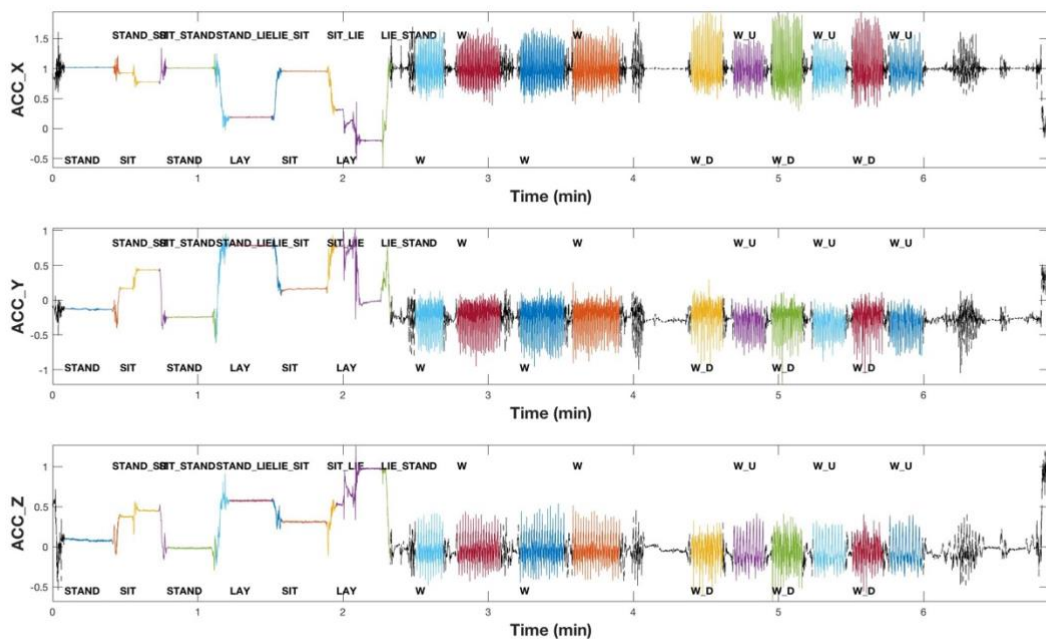 STAND_SIT SIT_STAND STAND_LIE LIE_SIT SIT_LIE LIE_STAND W W W_U W_U W_U
1.5
1
0.5
0
-0.5
ACC_X
STAND SIT STAND LAY SIT LAY W W W_D W_D W_D
0 1 2 3 4 5 6
Time (min)
STAND_SIT SIT_STAND STAND_LIE LIE_SIT SIT_LIE LIE_STAND W W W_U W_U W_U
1
0.5
0
-0.5
-1
ACC_Y
STAND SIT STAND LAY SIT LAY W W W_D W_D W_D
0 1 2 3 4 5 6
Time (min)
STAND_SIT SIT_STAND STAND_LIE LIE_SIT SIT_LIE LIE_STAND W W W_U W_U W_U
1
0.5
0
-0.5
ACC_Z
STAND SIT STAND LAY SIT LAY W W W_D W_D W_D
0 1 2 3 4 5 6
Time (min)